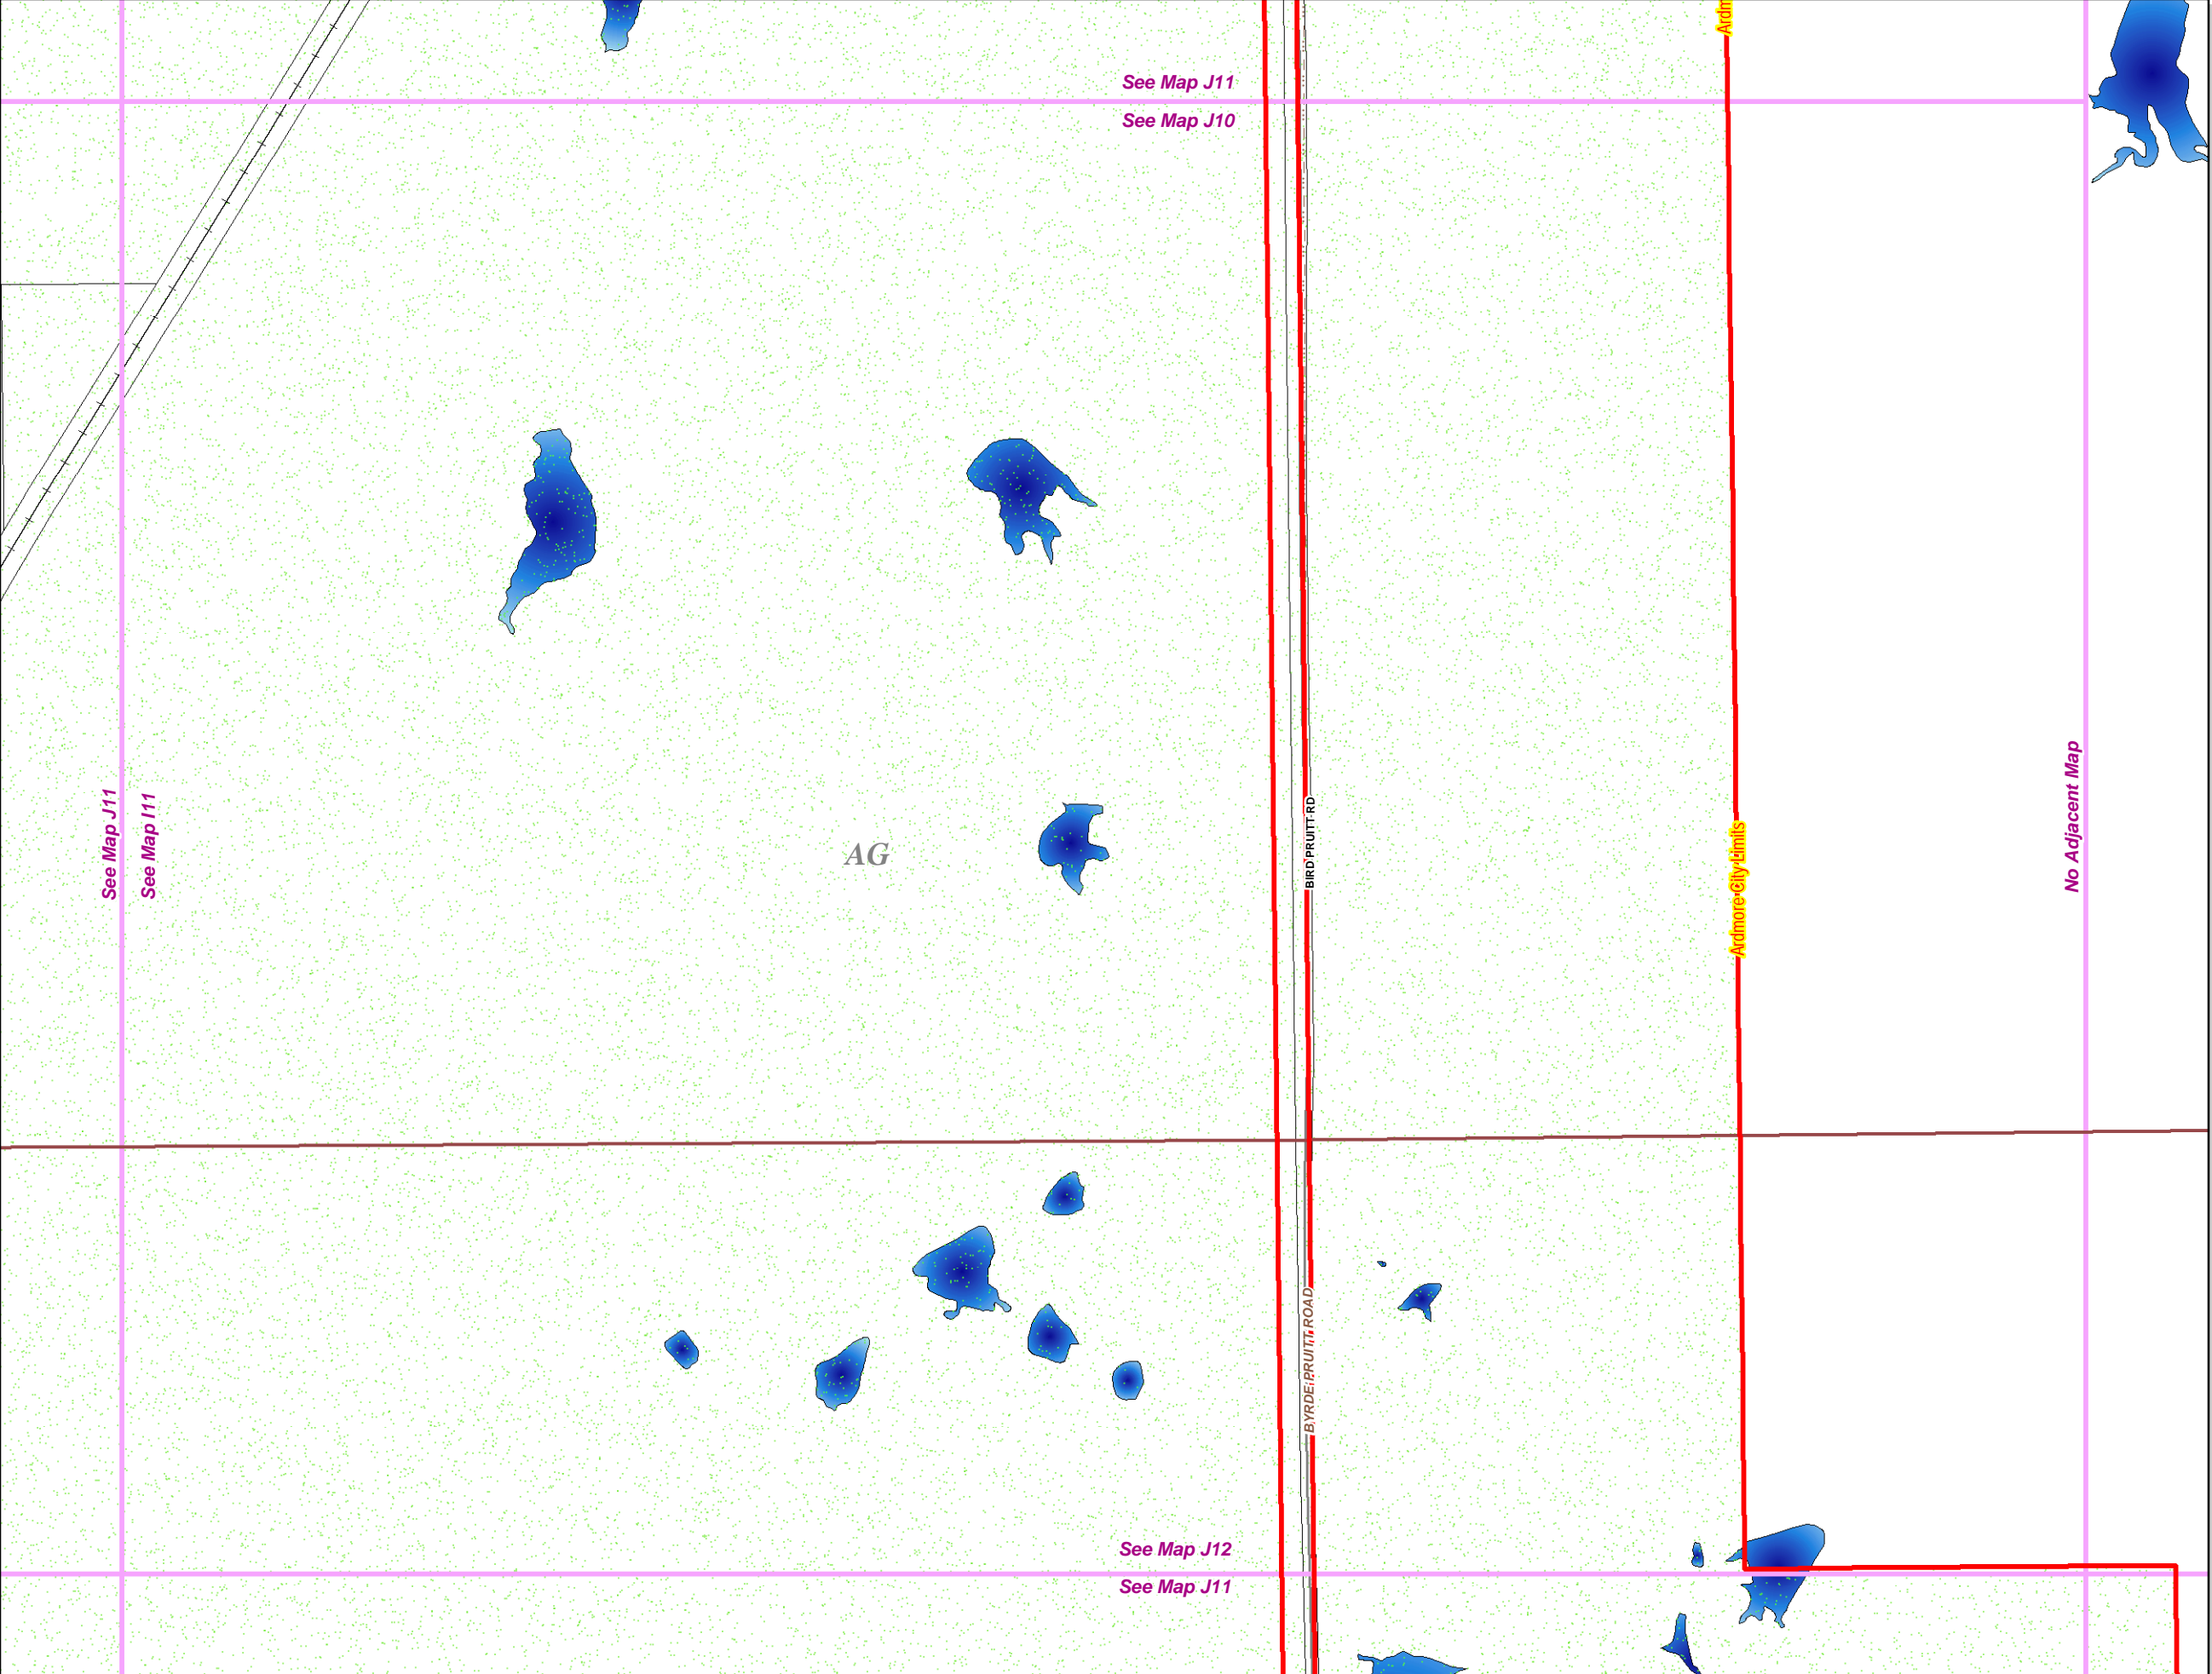 Ardm
See Map J11
See Map J10
See Map J11
See Map I11
AG
BIRD PRUITT RD
Ardmore City Limits
No Adjacent Map
BYRDE PRUITT ROAD
See Map J12
See Map J11